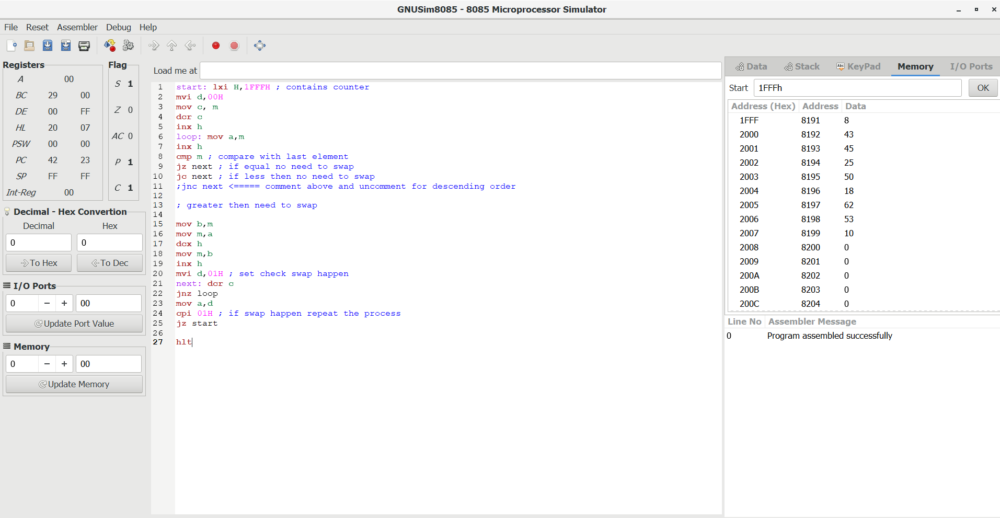 GNUSim8085 - 8085 Microprocessor Simulator
File Reset Assembler Debug Help
Registers
A 00
BC 29 00
DE 00 FF
HL 20 07
PSW 00 00
PC 42 23
SP FF FF
Int-Reg 00
Flag
S 1
Z 0
AC 0
P 1
C 1
Decimal - Hex Convertion
Decimal Hex
0 0
To Hex To Dec
I/O Ports
0 − + 00
Update Port Value
Memory
0 − + 00
Update Memory
Load me at
1 start: lxi H,1FFFH ; contains counter
2 mvi d,00H
3 mov c, m
4 dcr c
5 inx h
6 loop: mov a,m
7 inx h
8 cmp m ; compare with last element
9 jz next ; if equal no need to swap
10 jc next ; if less then no need to swap
11 ;jnc next <===== comment above and uncomment for descending order
12
13 ; greater then need to swap
14
15 mov b,m
16 mov m,a
17 dcx h
18 mov m,b
19 inx h
20 mvi d,01H ; set check swap happen
21 next: dcr c
22 jnz loop
23 mov a,d
24 cpi 01H ; if swap happen repeat the process
25 jz start
26
27 hlt
Data Stack Abc KeyPad Memory I/O Ports
Start 1FFFh OK
Address (Hex) Address Data
1FFF 8191 8
2000 8192 43
2001 8193 45
2002 8194 25
2003 8195 50
2004 8196 18
2005 8197 62
2006 8198 53
2007 8199 10
2008 8200 0
2009 8201 0
200A 8202 0
200B 8203 0
200C 8204 0
Line No Assembler Message
0 Program assembled successfully